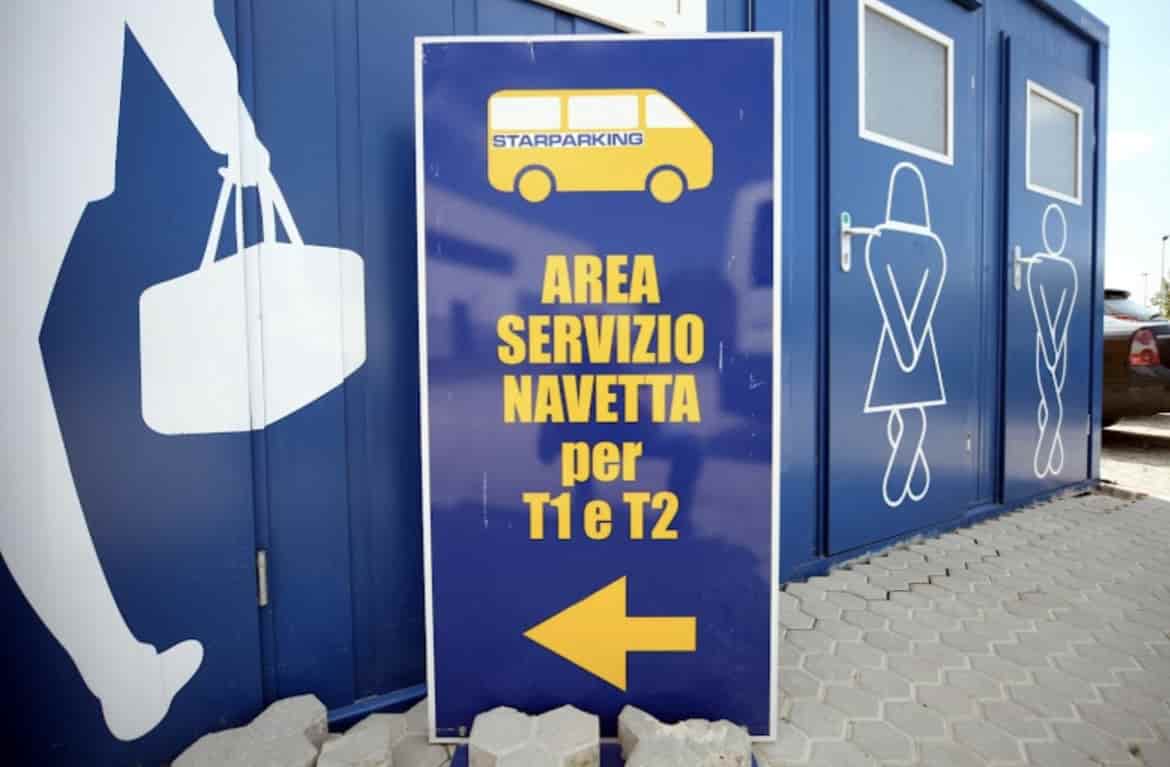 STARPARKING
AREA
SERVIZIO
NAVETTA
per
T1 e T2